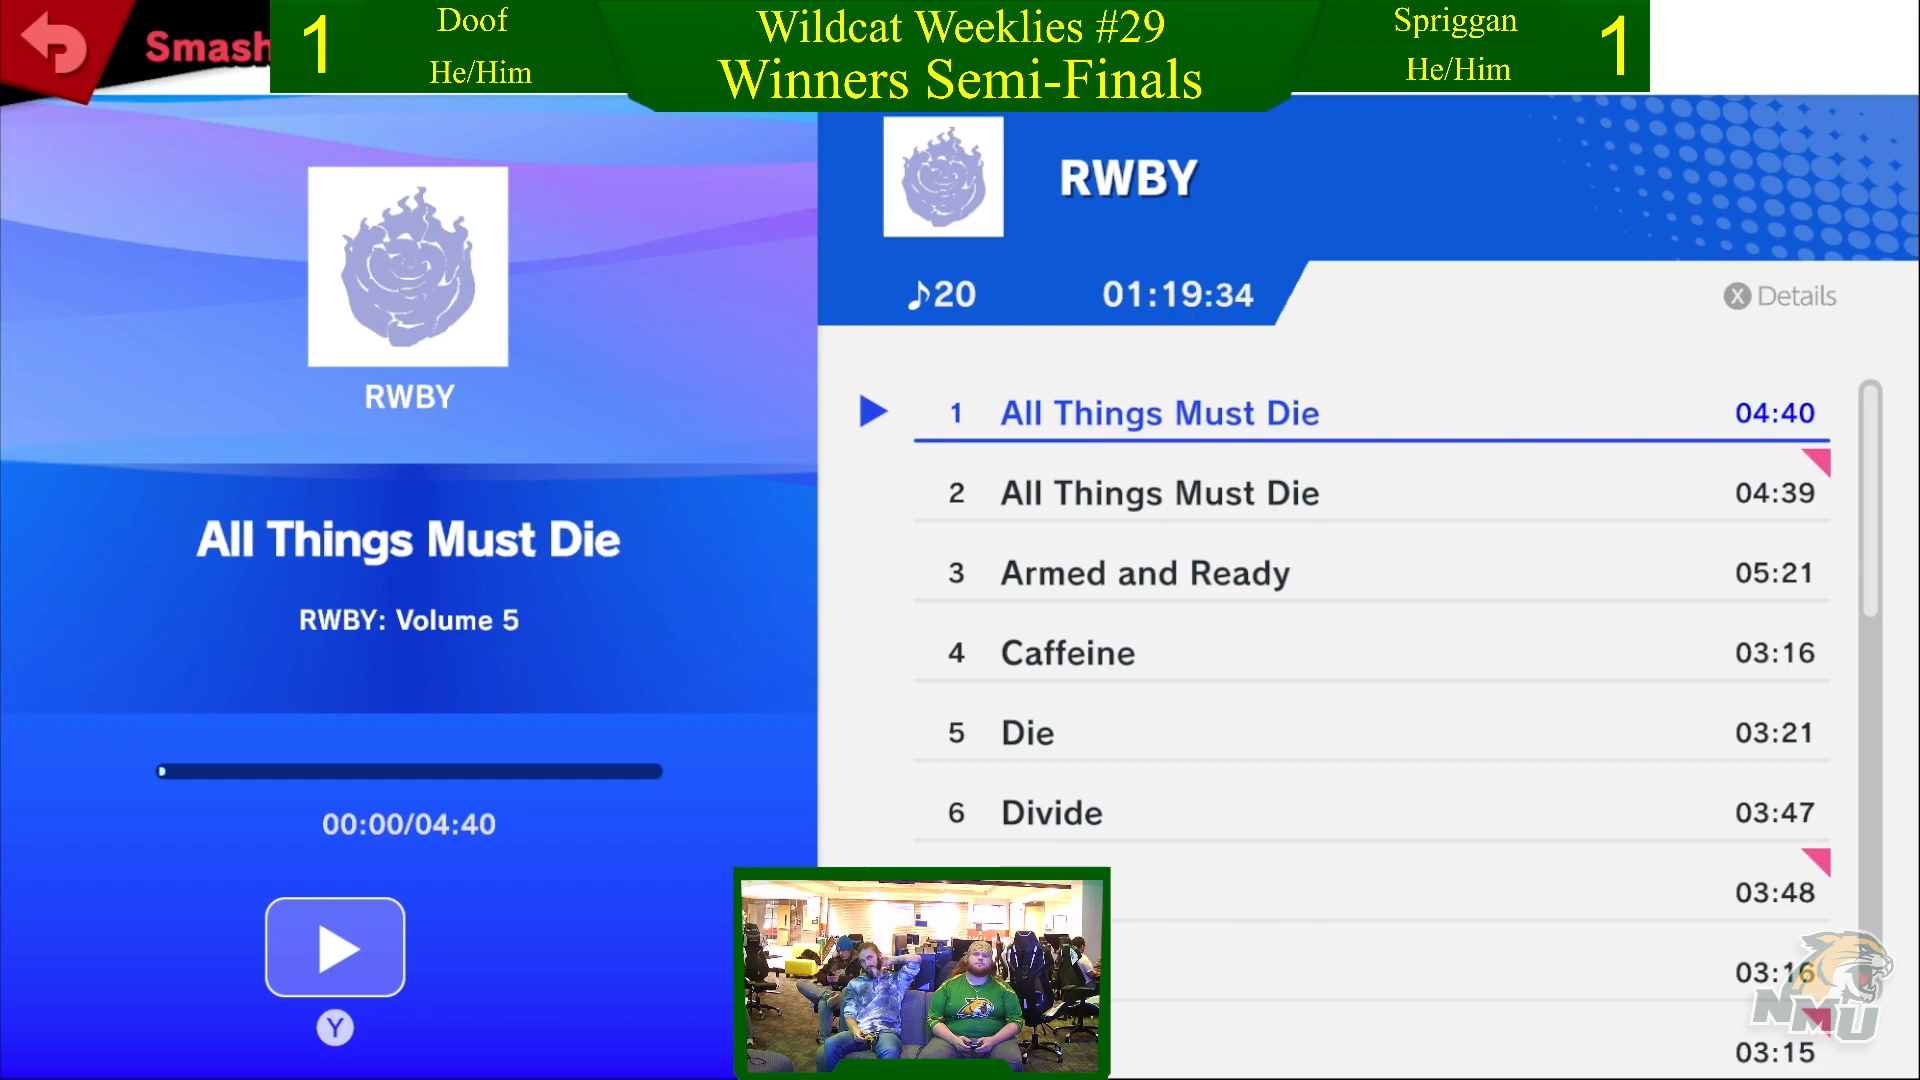 Smash
1
Doof
He/Him
Wildcat Weeklies #29
Winners Semi-Finals
Spriggan
He/Him
1
RWBY
All Things Must Die
RWBY: Volume 5
00:00/04:40
Y
RWBY
♪20
01:19:34
X Details
1 All Things Must Die 04:40
2 All Things Must Die 04:39
3 Armed and Ready 05:21
4 Caffeine 03:16
5 Die 03:21
6 Divide 03:47
03:48
03:16
03:15
NMU